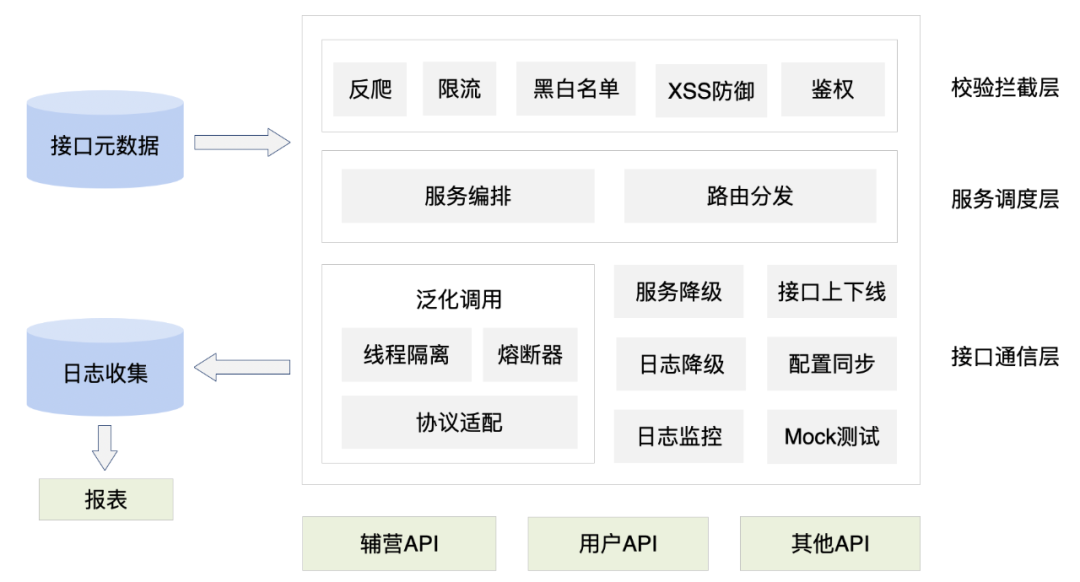 反爬
限流
黑白名单
XSS防御
鉴权
校验拦截层
接口元数据
服务编排
路由分发
服务调度层
泛化调用
线程隔离
熔断器
协议适配
服务降级
接口上下线
日志降级
配置同步
日志监控
Mock测试
接口通信层
日志收集
报表
辅营API
用户API
其他API